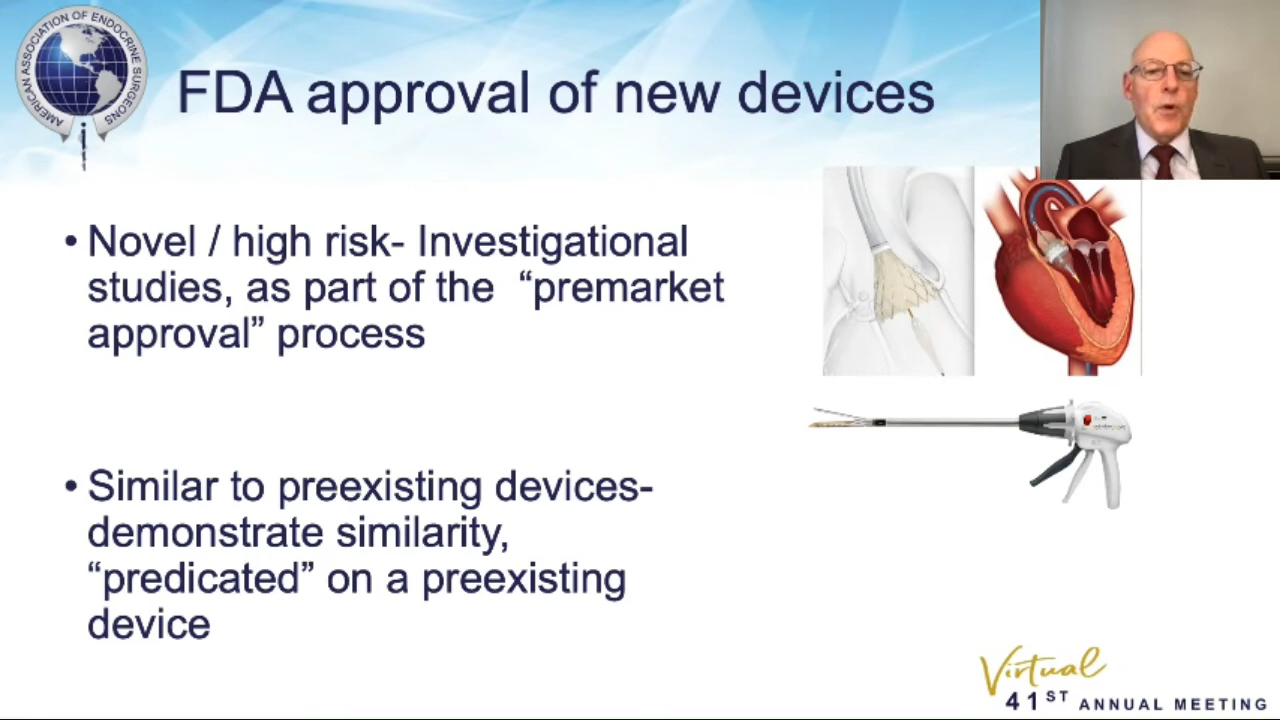 AMERICAN ASSOCIATION OF ENDOCRINE SURGEONS
FDA approval of new devices
• Novel / high risk- Investigational
studies, as part of the “premarket
approval” process
• Similar to preexisting devices-
demonstrate similarity,
“predicated” on a preexisting
device
Virtual
41ST ANNUAL MEETING